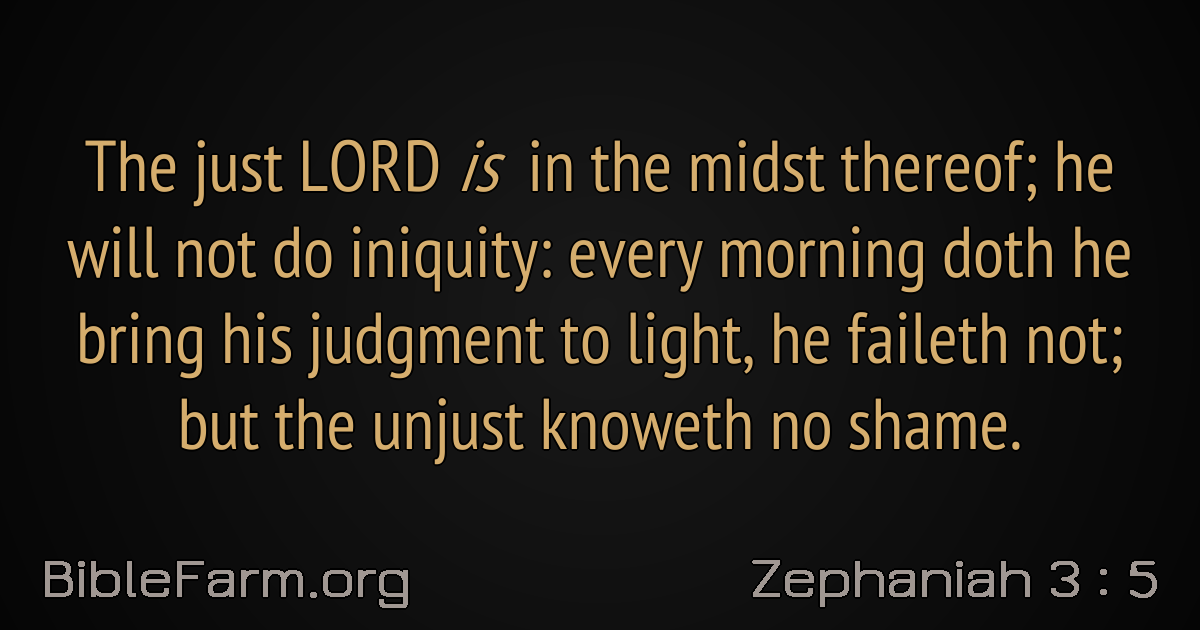 The just LORD is in the midst thereof; he
will not do iniquity: every morning doth he
bring his judgment to light, he faileth not;
but the unjust knoweth no shame.
BibleFarm.org
Zephaniah 3 : 5